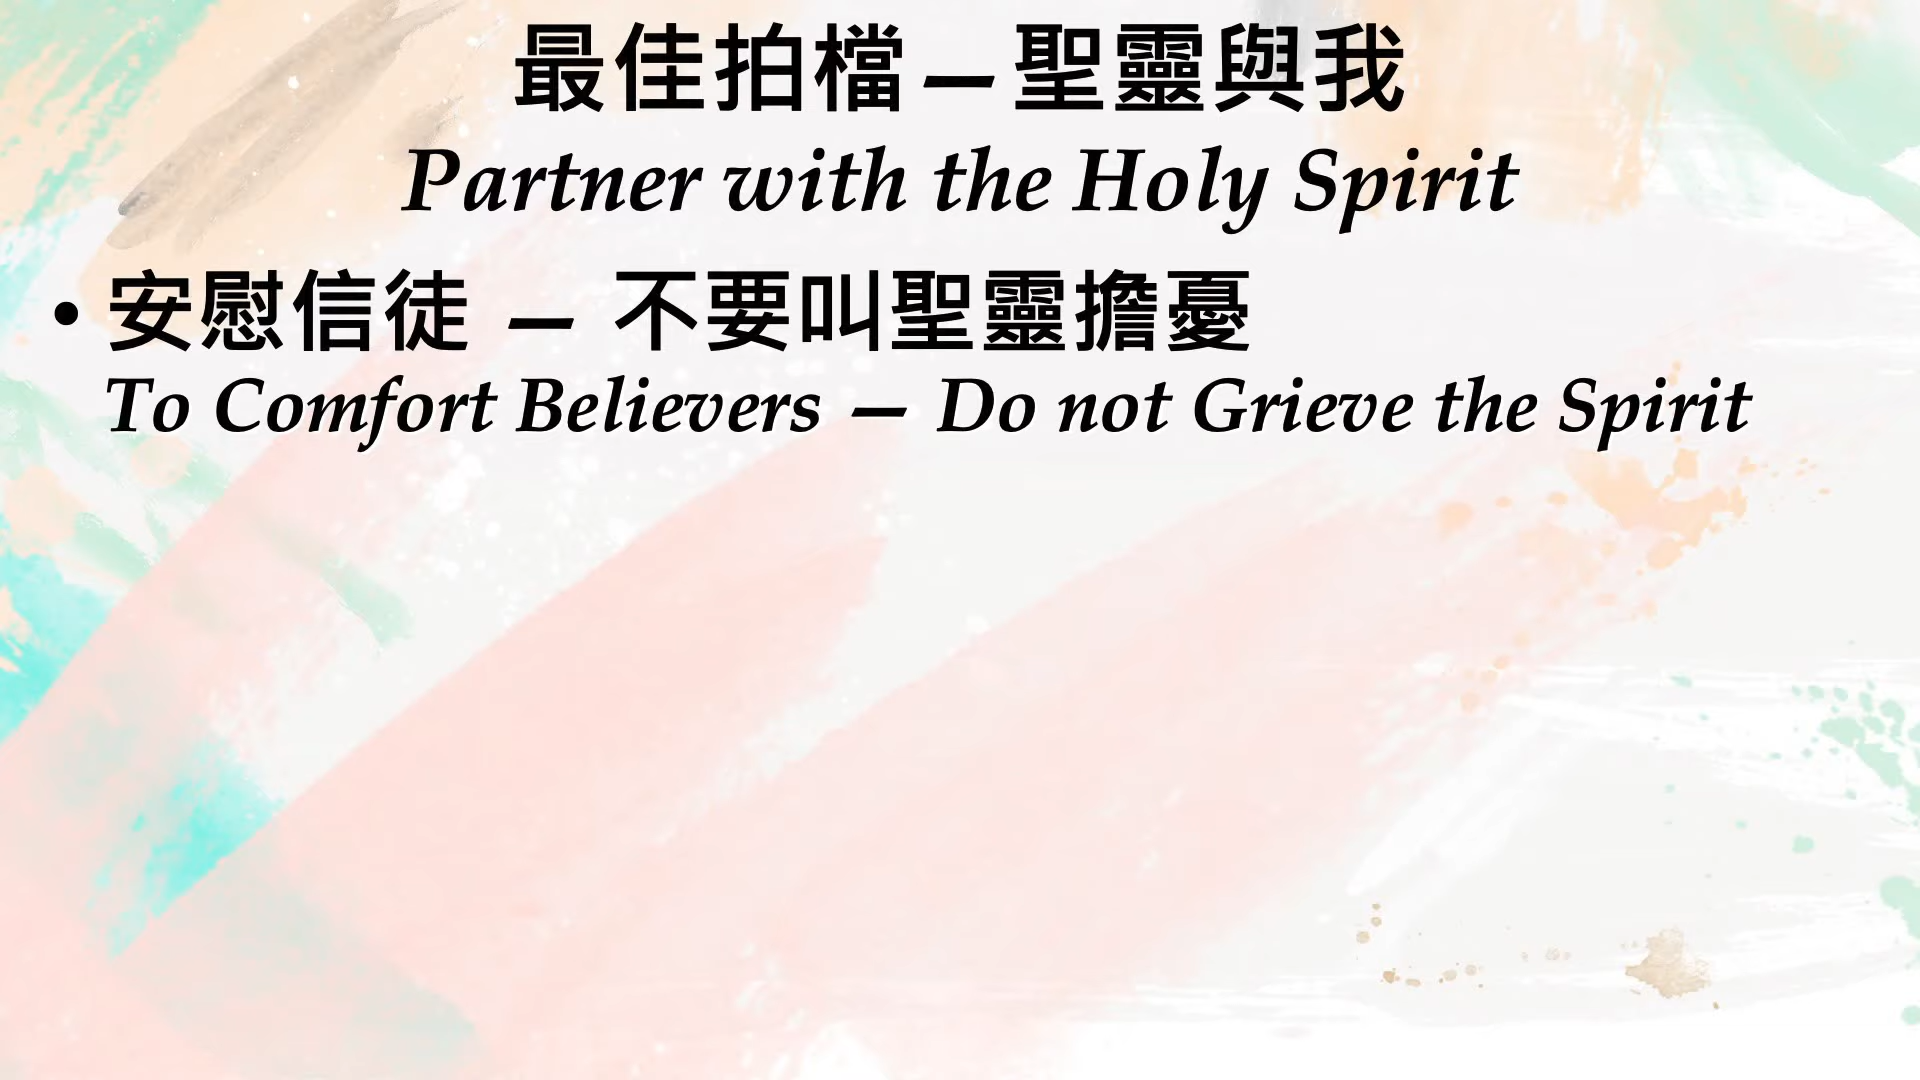 最佳拍檔—聖靈與我
Partner with the Holy Spirit
• 安慰信徒 — 不要叫聖靈擔憂
To Comfort Believers — Do not Grieve the Spirit